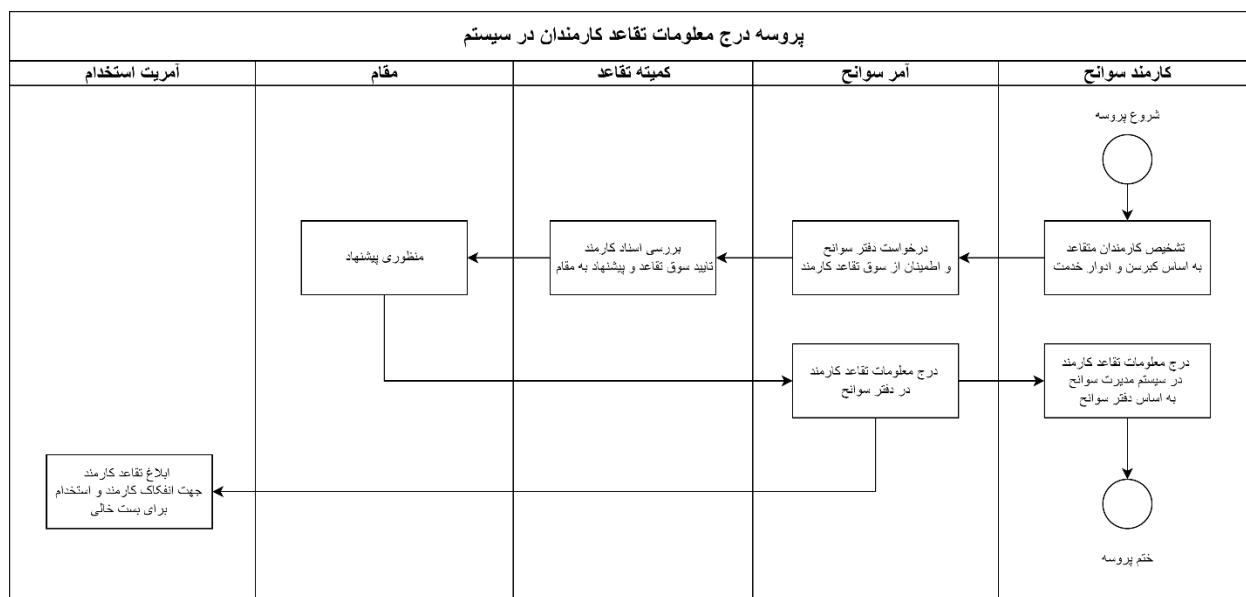 پروسه درج معلومات تقاعد کارمندان در سیستم
کارمند سوانح
آمر سوانح
کمیته تقاعد
مقام
آمریت استخدام
شروع پروسه
تشخیص کارمندان متقاعد
به اساس کبرسن و ادوار خدمت
درخواست دفتر سوانح
و اطمینان از سوق تقاعد کارمند
بررسی اسناد کارمند
تایید سوق تقاعد و پیشنهاد به مقام
منظوری پیشنهاد
درج معلومات تقاعد کارمند
در دفتر سوانح
درج معلومات تقاعد کارمند
در سیستم مدیرت سوانح
به اساس دفتر سوانح
ابلاغ تقاعد کارمند
جهت انفکاک کارمند و استخدام
برای بست خالی
ختم پروسه